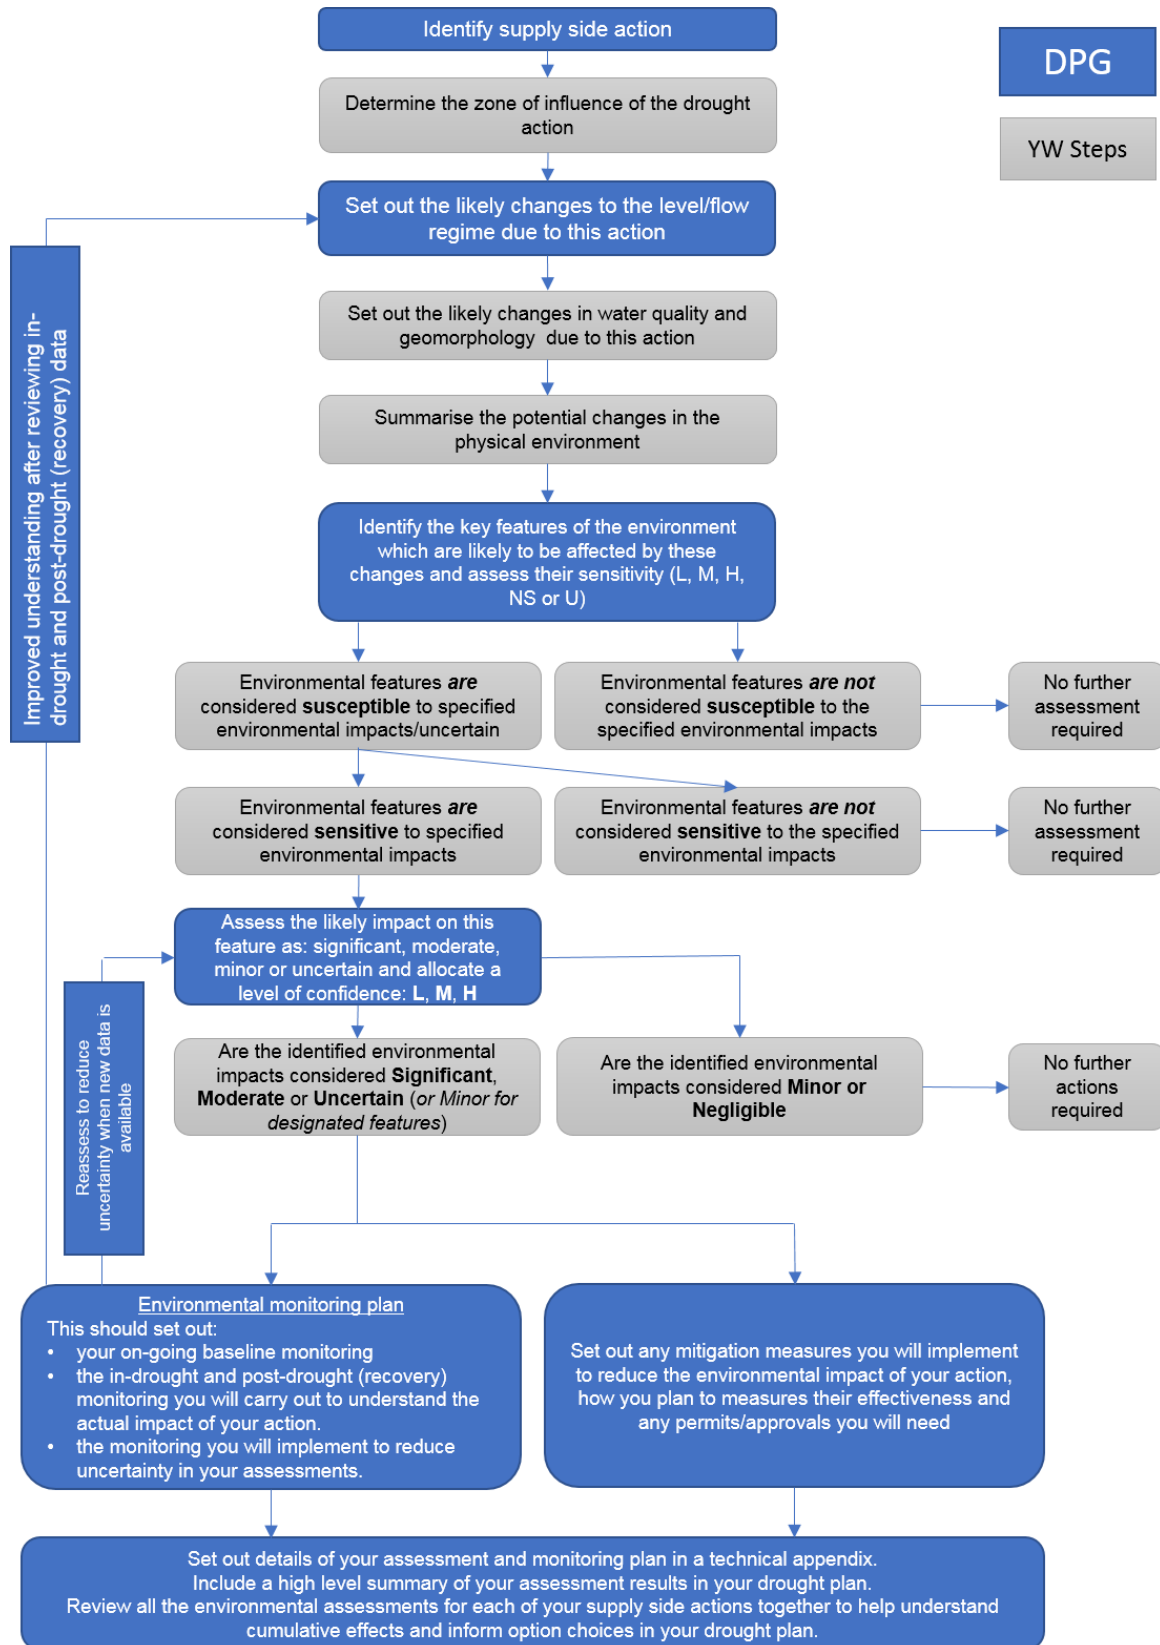 Identify supply side action
DPG
Determine the zone of influence of the drought
action
YW Steps
Set out the likely changes to the level/flow
regime due to this action
Improved understanding after reviewing in-
drought and post-drought (recovery) data
Set out the likely changes in water quality and
geomorphology due to this action
Summarise the potential changes in the
physical environment
Identify the key features of the environment
which are likely to be affected by these
changes and assess their sensitivity (L, M, H,
NS or U)
Environmental features are
considered susceptible to specified
environmental impacts/uncertain
Environmental features are not
considered susceptible to the
specified environmental impacts
No further
assessment
required
Environmental features are
considered sensitive to specified
environmental impacts
Environmental features are not
considered sensitive to the specified
environmental impacts
No further
assessment
required
Assess the likely impact on this
feature as: significant, moderate,
minor or uncertain and allocate a
level of confidence: L, M, H
Reassess to reduce
uncertainty when new data is
available
Are the identified environmental
impacts considered Significant,
Moderate or Uncertain (or Minor for
designated features)
Are the identified environmental
impacts considered Minor or
Negligible
No further
actions
required
Environmental monitoring plan
This should set out:
• your on-going baseline monitoring
• the in-drought and post-drought (recovery)
monitoring you will carry out to understand the
actual impact of your action.
• the monitoring you will implement to reduce
uncertainty in your assessments.
Set out any mitigation measures you will implement
to reduce the environmental impact of your action,
how you plan to measures their effectiveness and
any permits/approvals you will need
Set out details of your assessment and monitoring plan in a technical appendix.
Include a high level summary of your assessment results in your drought plan.
Review all the environmental assessments for each of your supply side actions together to help understand
cumulative effects and inform option choices in your drought plan.